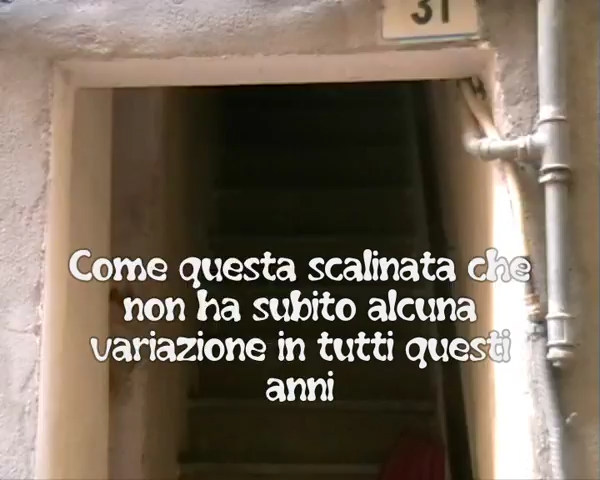 31
Come questa scalinata che
non ha subito alcuna
variazione in tutti questi
anni